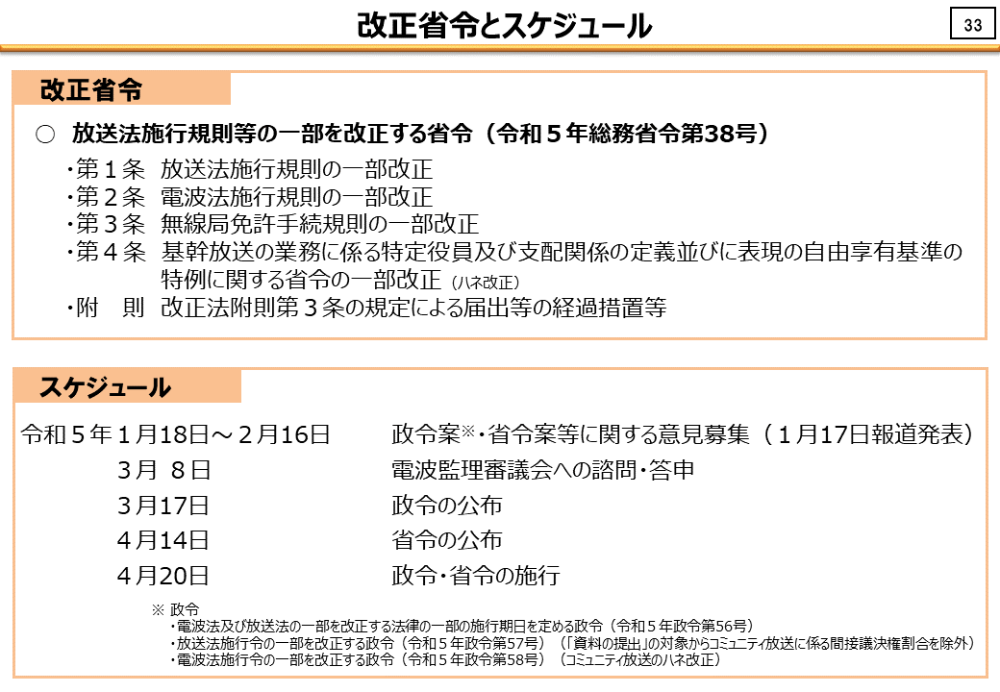 改正省令とスケジュール
33
改正省令
○ 放送法施行規則等の一部を改正する省令（令和５年総務省令第38号）
・第１条 放送法施行規則の一部改正
・第２条 電波法施行規則の一部改正
・第３条 無線局免許手続規則の一部改正
・第４条 基幹放送の業務に係る特定役員及び支配関係の定義並びに表現の自由享有基準の
特例に関する省令の一部改正（ハネ改正）
・附　則 改正法附則第３条の規定による届出等の経過措置等
スケジュール
令和５年１月18日～２月16日 政令案※・省令案等に関する意見募集（１月17日報道発表）
３月 ８日 電波監理審議会への諮問・答申
３月17日 政令の公布
４月14日 省令の公布
４月20日 政令・省令の施行
※ 政令
・電波法及び放送法の一部を改正する法律の一部の施行期日を定める政令（令和５年政令第56号）
・放送法施行令の一部を改正する政令（令和５年政令第57号）（「資料の提出」の対象からコミュニティ放送に係る間接議決権割合を除外）
・電波法施行令の一部を改正する政令（令和５年政令第58号）（コミュニティ放送のハネ改正）